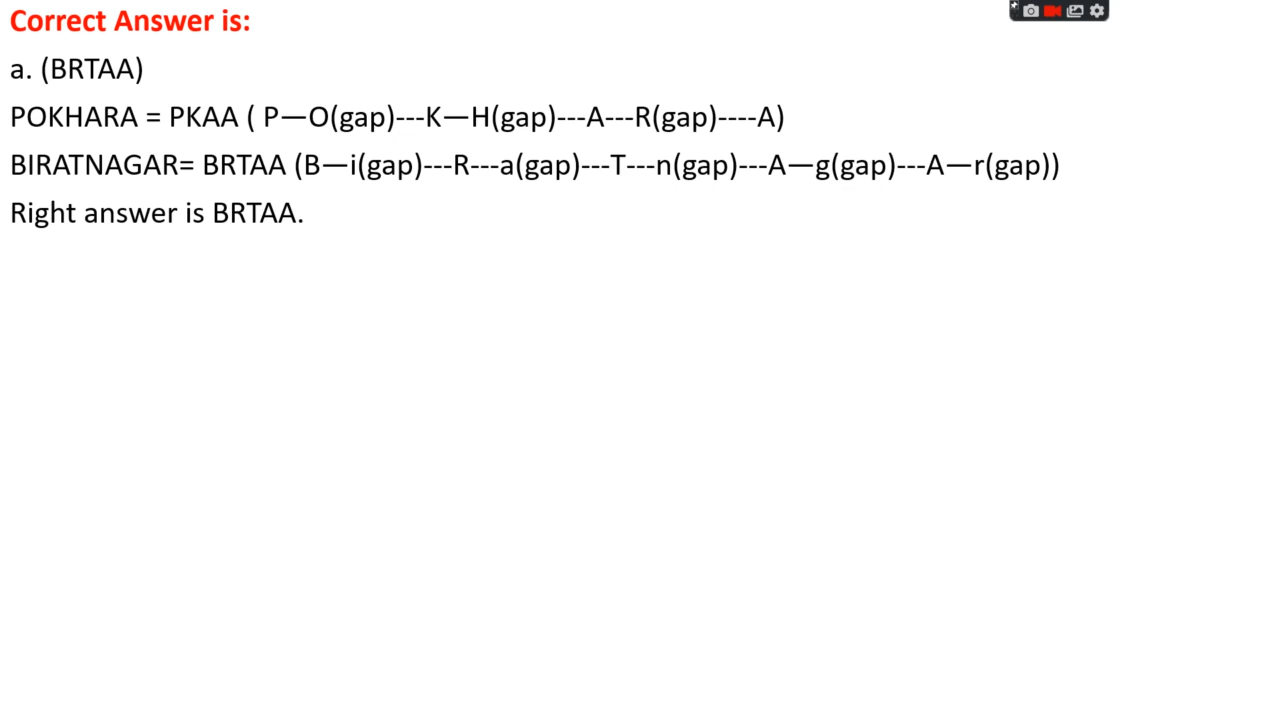 Correct Answer is:
a. (BRTAA)
POKHARA = PKAA ( P—O(gap)---K—H(gap)---A---R(gap)----A)
BIRATNAGAR= BRTAA (B—i(gap)---R---a(gap)---T---n(gap)---A—g(gap)---A—r(gap))
Right answer is BRTAA.